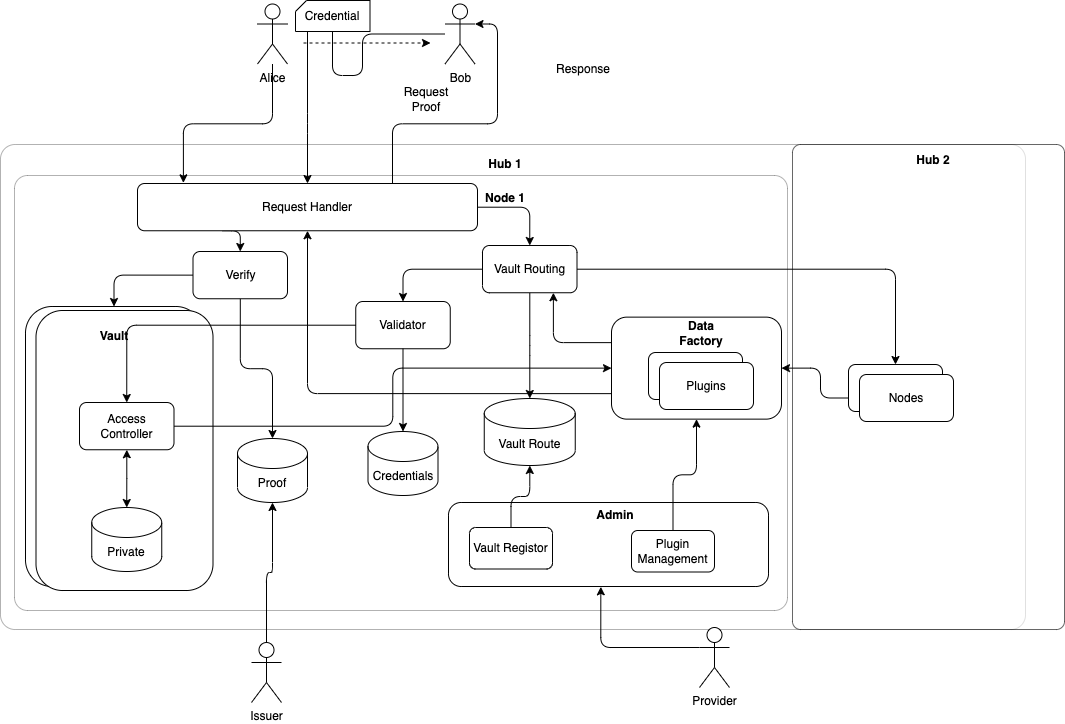 Credential
Alice
Bob
Response
Request
Proof
Hub 1
Hub 2
Request Handler
Node 1
Verify
Vault Routing
Vault
Validator
Data
Factory
Plugins
Nodes
Access
Controller
Vault Route
Proof
Credentials
Admin
Private
Vault Registor
Plugin
Management
Provider
Issuer